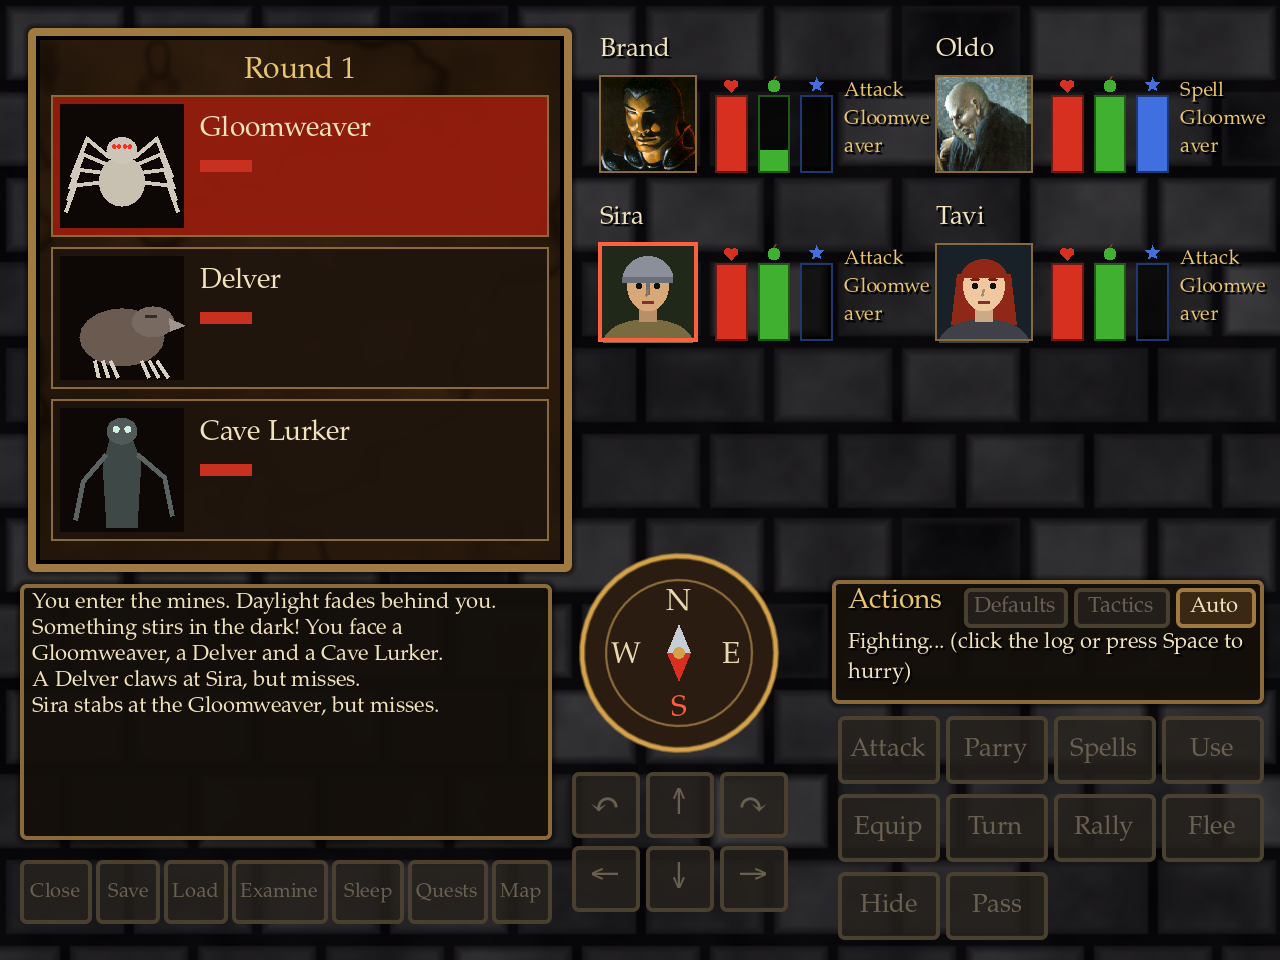 Round 1
Gloomweaver
Delver
Cave Lurker
Brand
Attack
Gloomwe
aver
Oldo
Spell
Gloomwe
aver
Sira
Attack
Gloomwe
aver
Tavi
Attack
Gloomwe
aver
You enter the mines. Daylight fades behind you.
Something stirs in the dark! You face a
Gloomweaver, a Delver and a Cave Lurker.
A Delver claws at Sira, but misses.
Sira stabs at the Gloomweaver, but misses.
N
W E
S
Actions Defaults Tactics Auto
Fighting... (click the log or press Space to
hurry)
Attack Parry Spells Use
Equip Turn Rally Flee
Hide Pass
Close Save Load Examine Sleep Quests Map